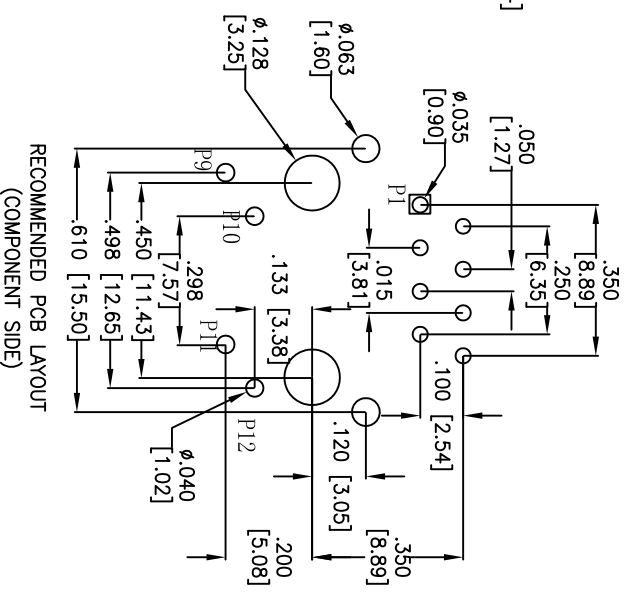 -]
ø.063
[1.60]
ø.128
[3.25]
ø.035
[0.90]
.050
[1.27]
.350
[8.89]
.250
[6.35]
.015
[3.81]
.100 [2.54]
.120 [3.05]
.350
[8.89]
.200
[5.08]
.133 [3.38]
.298
[7.57]
.450 [11.43]
.498 [12.65]
.610 [15.50]
ø.040
[1.02]
P1
P9
P10
P11
P12
RECOMMENDED PCB LAYOUT
(COMPONENT SIDE)